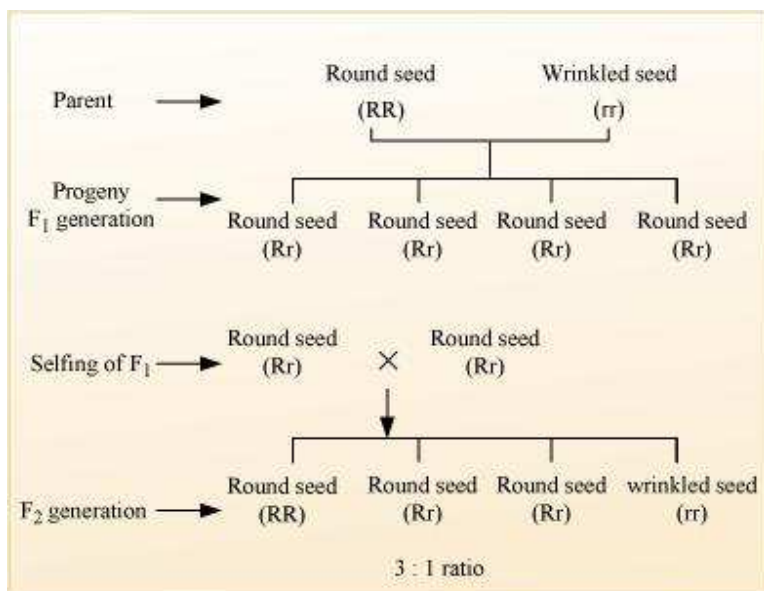 Round seed Wrinkled seed
Parent (RR) (rr)
Progeny
F₁ generation Round seed Round seed Round seed Round seed
(Rr) (Rr) (Rr) (Rr)
Round seed Round seed
Selfing of F₁ (Rr) × (Rr)
Round seed Round seed Round seed wrinkled seed
F₂ generation (RR) (Rr) (Rr) (rr)
3 : 1 ratio